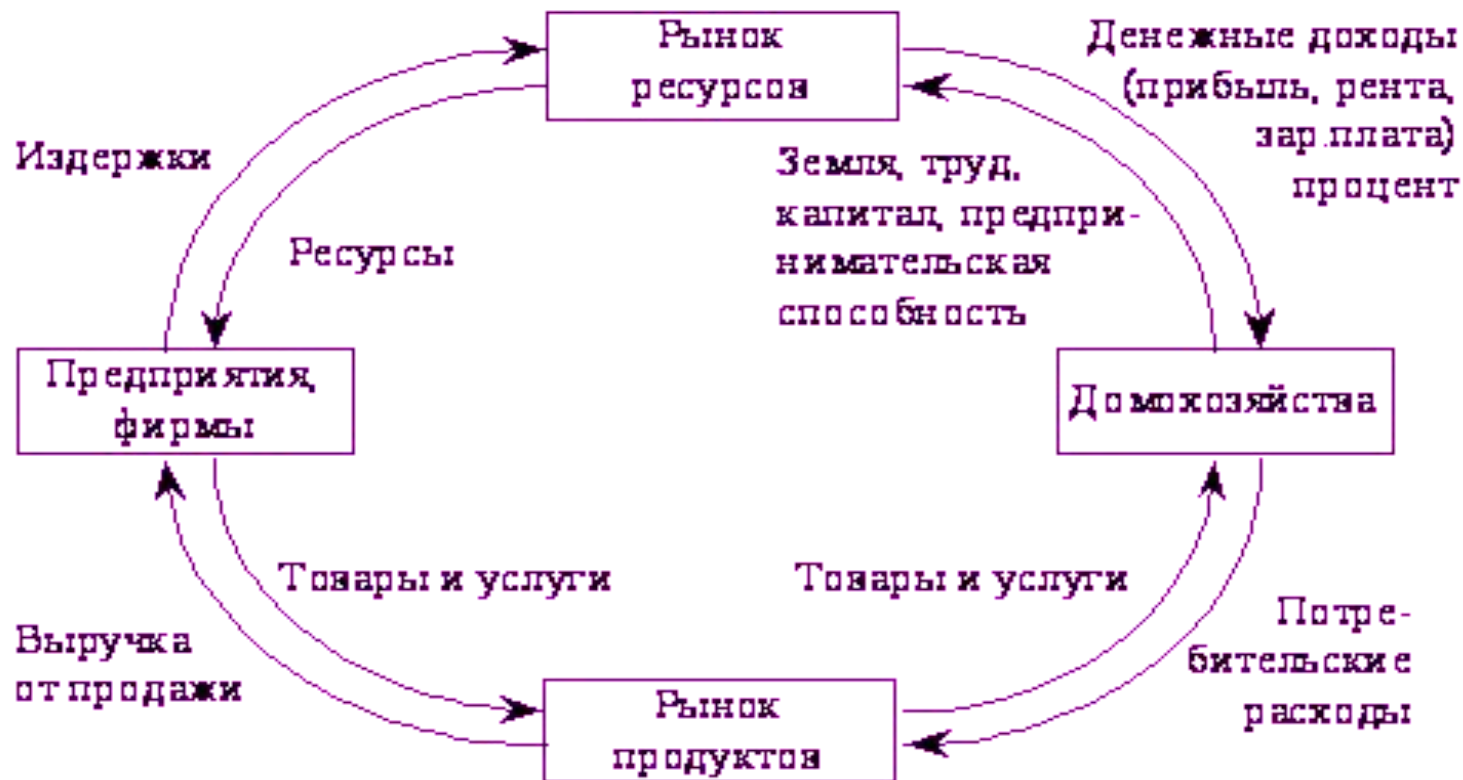 Рынок
ресурсов
Денежные доходы
(прибыль, рента,
зар.плата)
процент
Издержки
Земля, труд,
капитал, предпри-
нимательская
способность
Ресурсы
Предприятия,
фирмы
Домохозяйства
Товары и услуги
Товары и услуги
Выручка
от продажи
Потре-
бительские
расходы
Рынок
продуктов